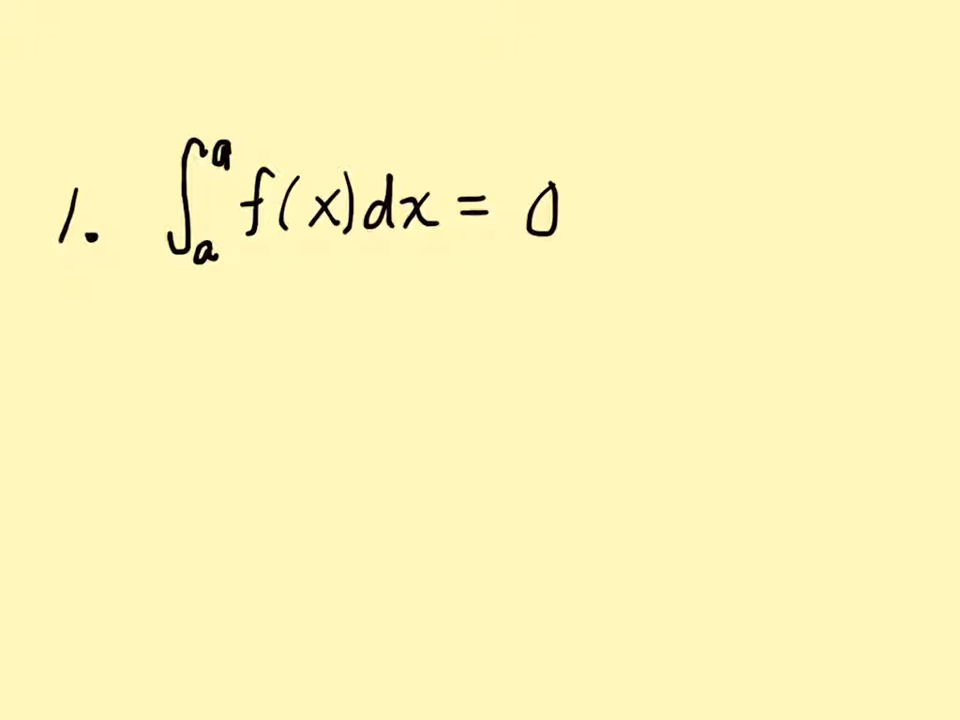 1. ∫ₐᵃ f(x)dx = 0